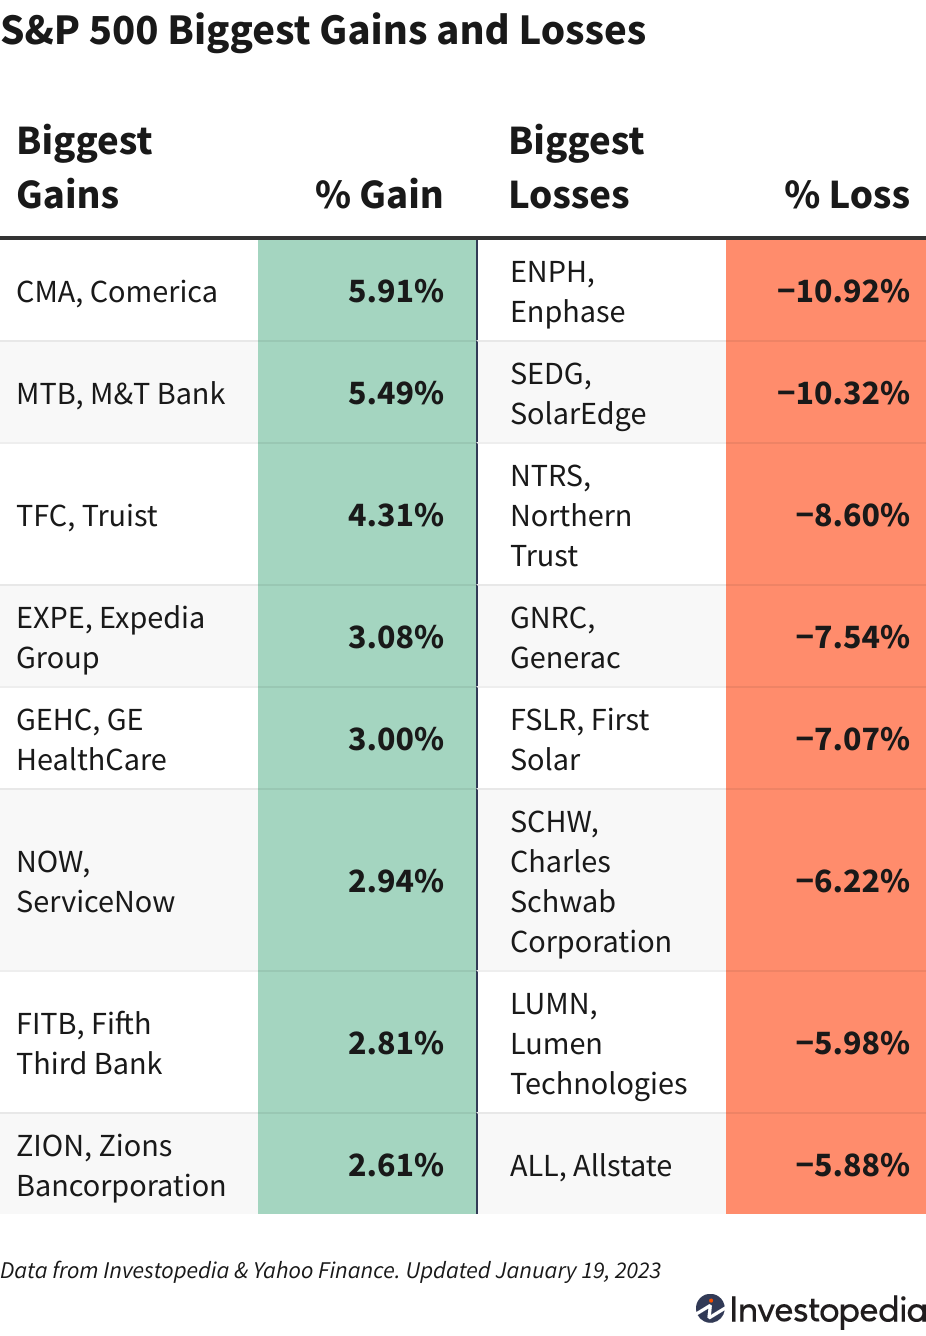 S&P 500 Biggest Gains and Losses
Biggest
Gains
% Gain
Biggest
Losses
% Loss
CMA, Comerica
5.91%
ENPH,
Enphase
−10.92%
MTB, M&T Bank
5.49%
SEDG,
SolarEdge
−10.32%
TFC, Truist
4.31%
NTRS,
Northern
Trust
−8.60%
EXPE, Expedia
Group
3.08%
GNRC,
Generac
−7.54%
GEHC, GE
HealthCare
3.00%
FSLR, First
Solar
−7.07%
NOW,
ServiceNow
2.94%
SCHW,
Charles
Schwab
Corporation
−6.22%
FITB, Fifth
Third Bank
2.81%
LUMN,
Lumen
Technologies
−5.98%
ZION, Zions
Bancorporation
2.61%
ALL, Allstate
−5.88%
Data from Investopedia & Yahoo Finance. Updated January 19, 2023
Investopedia